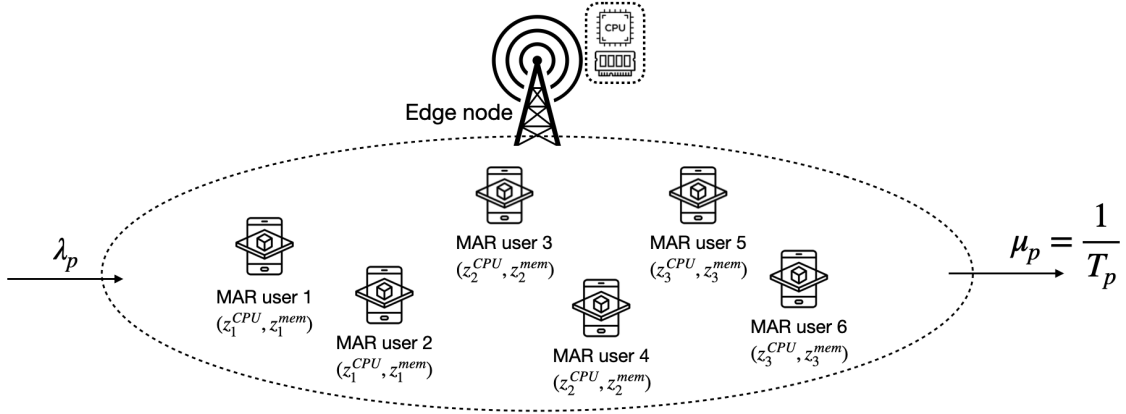 CPU
Edge node
λ_p
MAR user 1
(z_1^{CPU}, z_1^{mem})
MAR user 2
(z_1^{CPU}, z_1^{mem})
MAR user 3
(z_2^{CPU}, z_2^{mem})
MAR user 4
(z_2^{CPU}, z_2^{mem})
MAR user 5
(z_3^{CPU}, z_3^{mem})
MAR user 6
(z_3^{CPU}, z_3^{mem})
μ_p = \frac{1}{T_p}